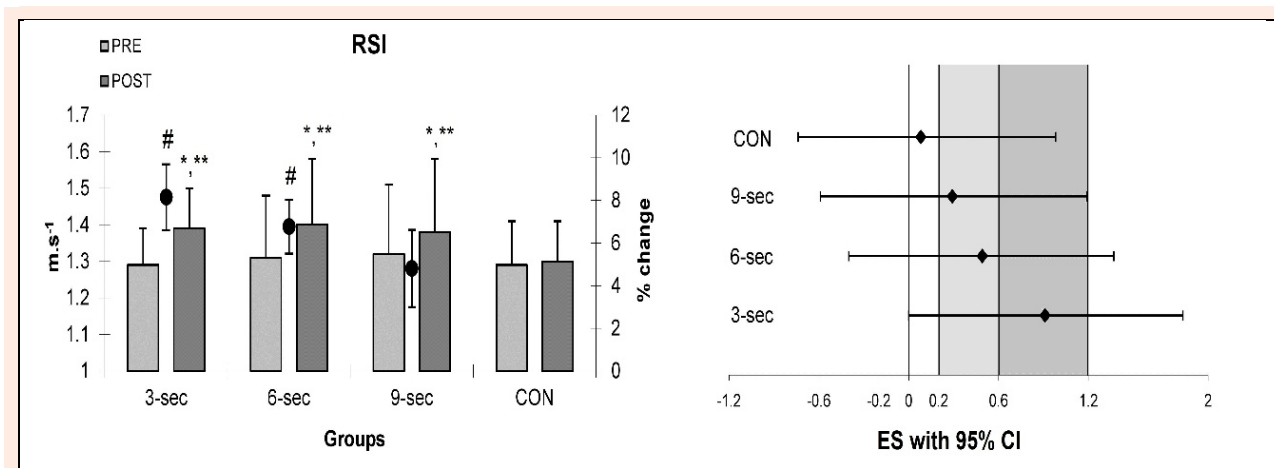 RSI
PRE
POST
m.s-1
1.7
1.6
1.5
1.4
1.3
1.2
1.1
1
#
*,**
#
*,**
*,**
12
10
8
6
4
2
0
% change
3-sec 6-sec 9-sec CON
Groups
CON
9-sec
6-sec
3-sec
-1.2 -0.6 -0.2 0 0.2 0.6 1.2 2
ES with 95% CI